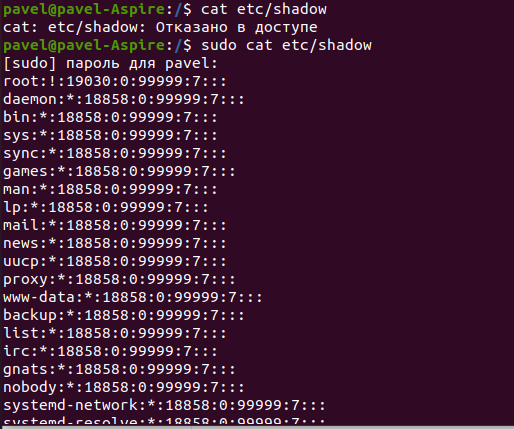 pavel@pavel-Aspire:/$ cat etc/shadow
cat: etc/shadow: Отказано в доступе
pavel@pavel-Aspire:/$ sudo cat etc/shadow
[sudo] пароль для pavel:
root:!:19030:0:99999:7:::
daemon:*:18858:0:99999:7:::
bin:*:18858:0:99999:7:::
sys:*:18858:0:99999:7:::
sync:*:18858:0:99999:7:::
games:*:18858:0:99999:7:::
man:*:18858:0:99999:7:::
lp:*:18858:0:99999:7:::
mail:*:18858:0:99999:7:::
news:*:18858:0:99999:7:::
uucp:*:18858:0:99999:7:::
proxy:*:18858:0:99999:7:::
www-data:*:18858:0:99999:7:::
backup:*:18858:0:99999:7:::
list:*:18858:0:99999:7:::
irc:*:18858:0:99999:7:::
gnats:*:18858:0:99999:7:::
nobody:*:18858:0:99999:7:::
systemd-network:*:18858:0:99999:7:::
systemd-resolve:*:18858:0:99999:7:::